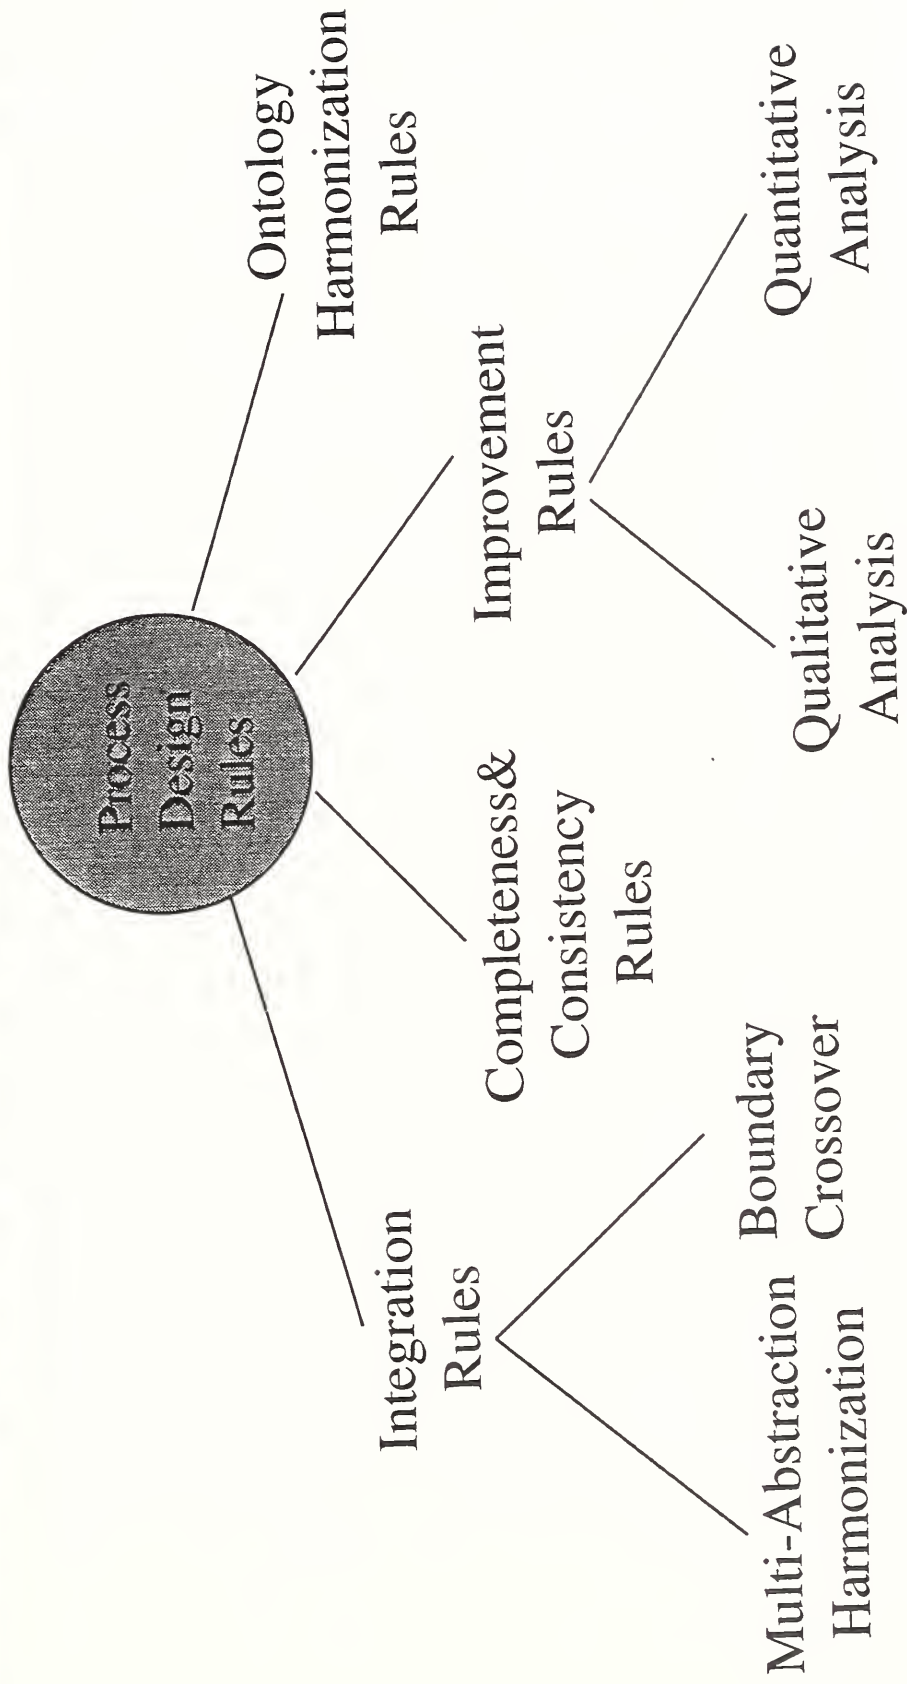 Process
Design
Rules
Integration
Rules
Completeness&
Consistency
Rules
Improvement
Rules
Ontology
Harmonization
Rules
Multi-Abstraction
Harmonization
Boundary
Crossover
Qualitative
Analysis
Quantitative
Analysis